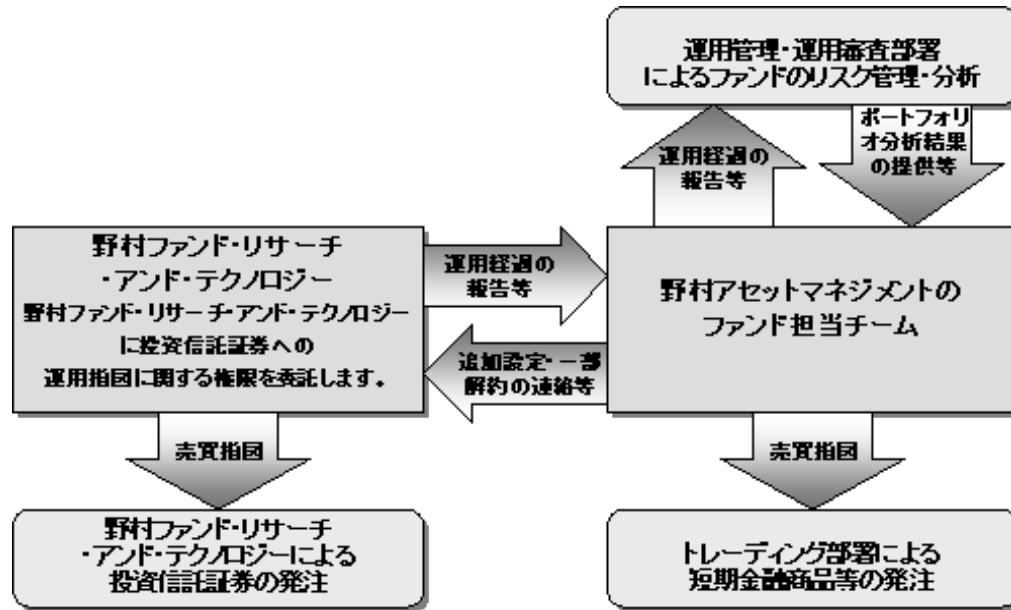 運用管理・運用審査部署
によるファンドのリスク管理・分析
運用経過の
報告等
ポートフォリ
オ分析結果
の提供等
野村ファンド・リサーチ
・アンド・テクノロジー
野村ファンド・リサーチ・アンド・テクノロジー
に投資信託証券への
運用指図に関する権限を委託します。
運用経過の
報告等
追加設定・一部
解約の連絡等
野村アセットマネジメントの
ファンド担当チーム
売買指図
売買指図
野村ファンド・リサーチ
・アンド・テクノロジーによる
投資信託証券の発注
トレーディング部署による
短期金融商品等の発注